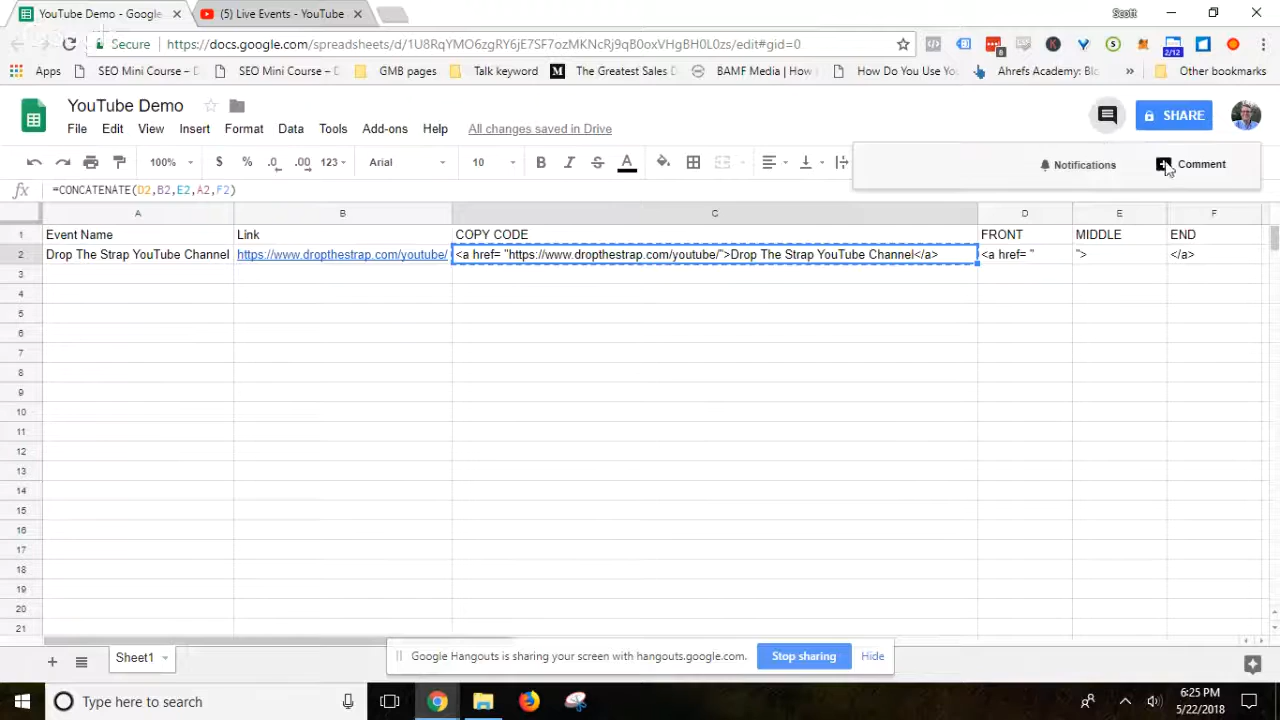 YouTube Demo - Google
(5) Live Events - YouTube
Scott
Secure
https://docs.google.com/spreadsheets/d/1U8RqYMC6zgRY6jE7SF7ozMKNcRj9qB0oxVHgBH0L0zs/edit#gid=0
8
2/12
Apps
SEO Mini Course – D
SEO Mini Course –
GMB pages
Talk keyword
The Greatest Sales D
BAMF Media | How
How Do You Use Yo
Ahrefs Academy: Blo
Other bookmarks
YouTube Demo
SHARE
File Edit View Insert Format Data Tools Add-ons Help All changes saved in Drive
100% $ % .0 .00 123 Arial 10 B I S A
Notifications Comment
fx =CONCATENATE(D2,B2,E2,A2,F2)
A B C D E F
1 Event Name Link COPY CODE FRONT MIDDLE END
2 Drop The Strap YouTube Channel https://www.dropthestrap.com/youtube/ <a href= "https://www.dropthestrap.com/youtube/">Drop The Strap YouTube Channel</a> <a href= " "> </a>
3
4
5
6
7
8
9
10
11
12
13
14
15
16
17
18
19
20
21
Sheet1
Google Hangouts is sharing your screen with hangouts.google.com. Stop sharing Hide
Type here to search
6:25 PM
5/22/2018